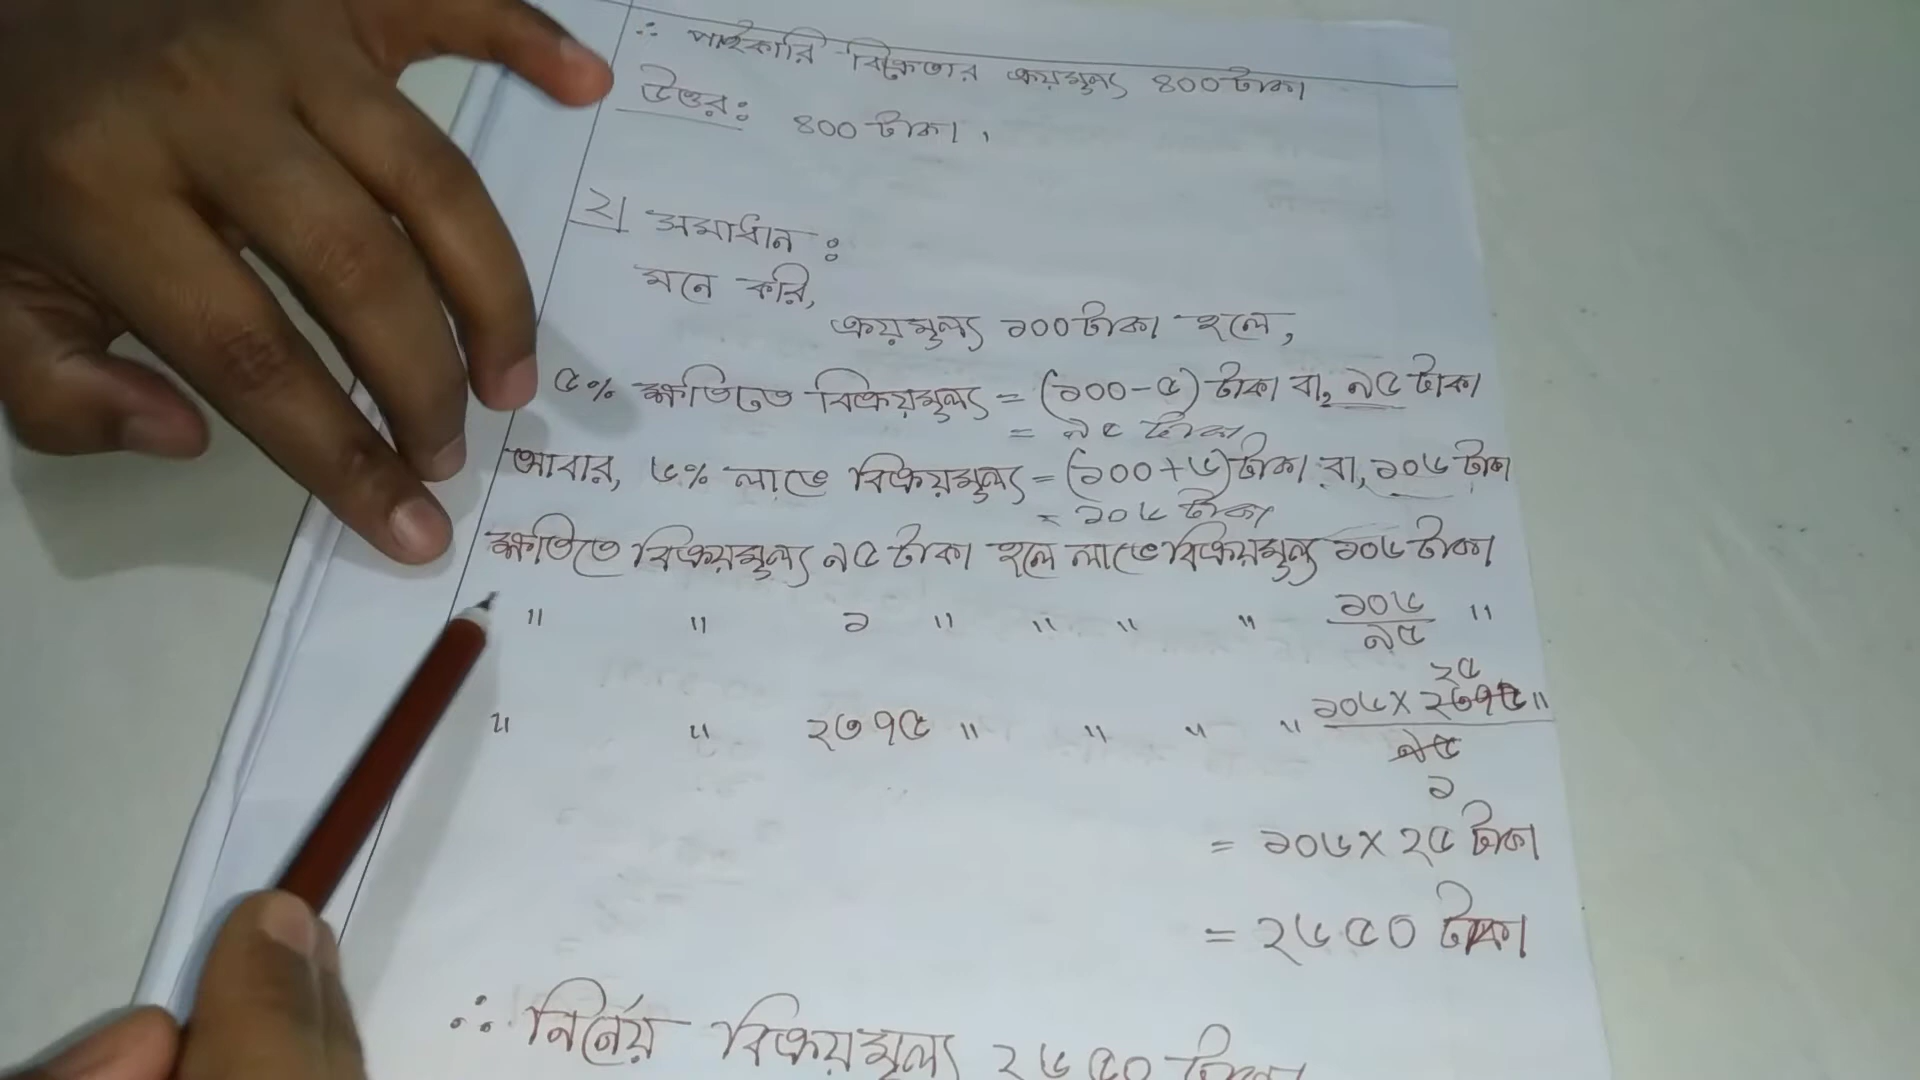 ∴ পাইকারি বিক্রেতার ক্রয়মূল্য ৪০০ টাকা
উত্তর: ৪০০ টাকা।
২। সমাধান:
মনে করি,
ক্রয়মূল্য ১০০ টাকা হলে,
৫% ক্ষতিতে বিক্রয়মূল্য = (১০০-৫) টাকা বা, ৯৫ টাকা
= ৯৫ টাকা
আবার, ৬% লাভে বিক্রয়মূল্য = (১০০+৬) টাকা বা, ১০৬ টাকা
= ১০৬ টাকা
ক্ষতিতে বিক্রয়মূল্য ৯৫ টাকা হলে লাভে বিক্রয়মূল্য ১০৬ টাকা
" " ১ " " " " ১০৬/৯৫ "
২৫
" " ২৩৭৫ " " " " ১০৬×২৩৭৫/৯৫ "
১
= ১০৬×২৫ টাকা
= ২৬৫০ টাকা
∴ নির্নেয় বিক্রয়মূল্য ২৬৫০ টাকা